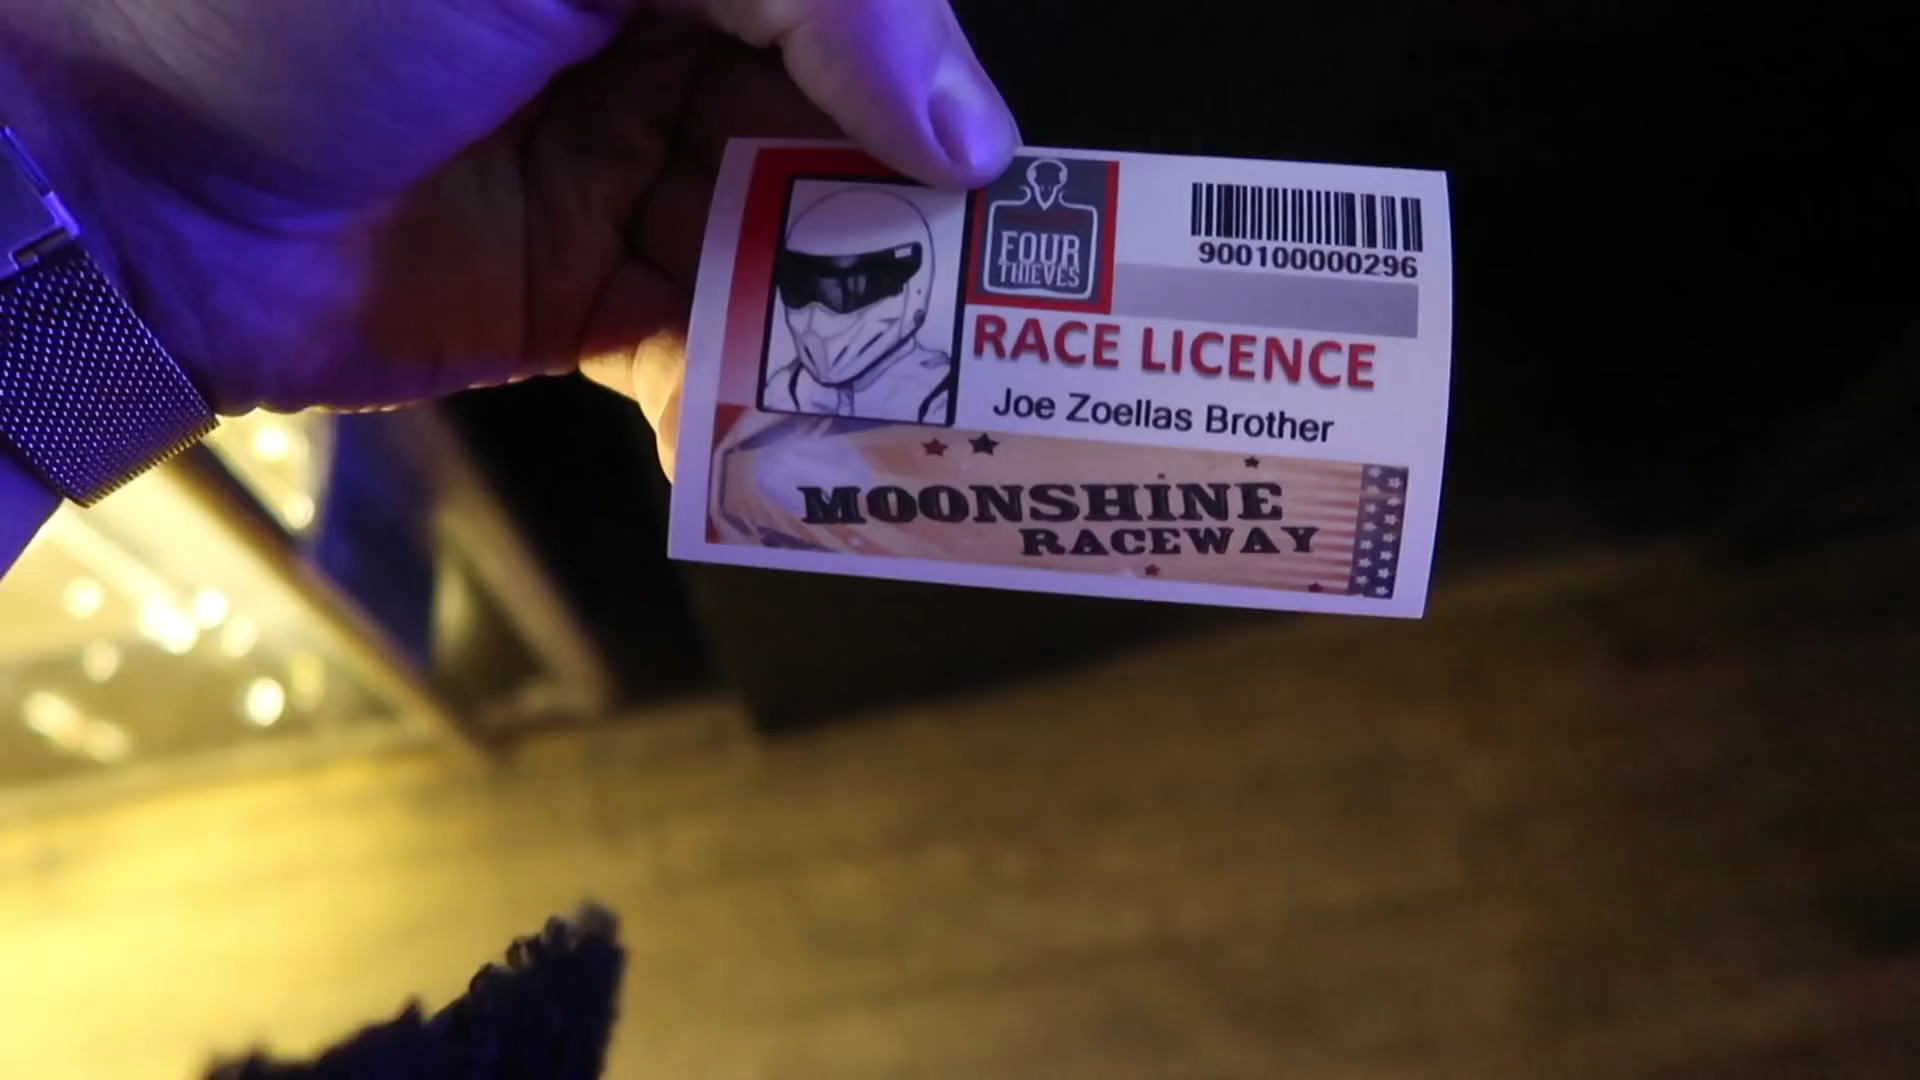 FOUR
THIEVES
900100000296
RACE LICENCE
Joe Zoellas Brother
MOONSHINE
RACEWAY